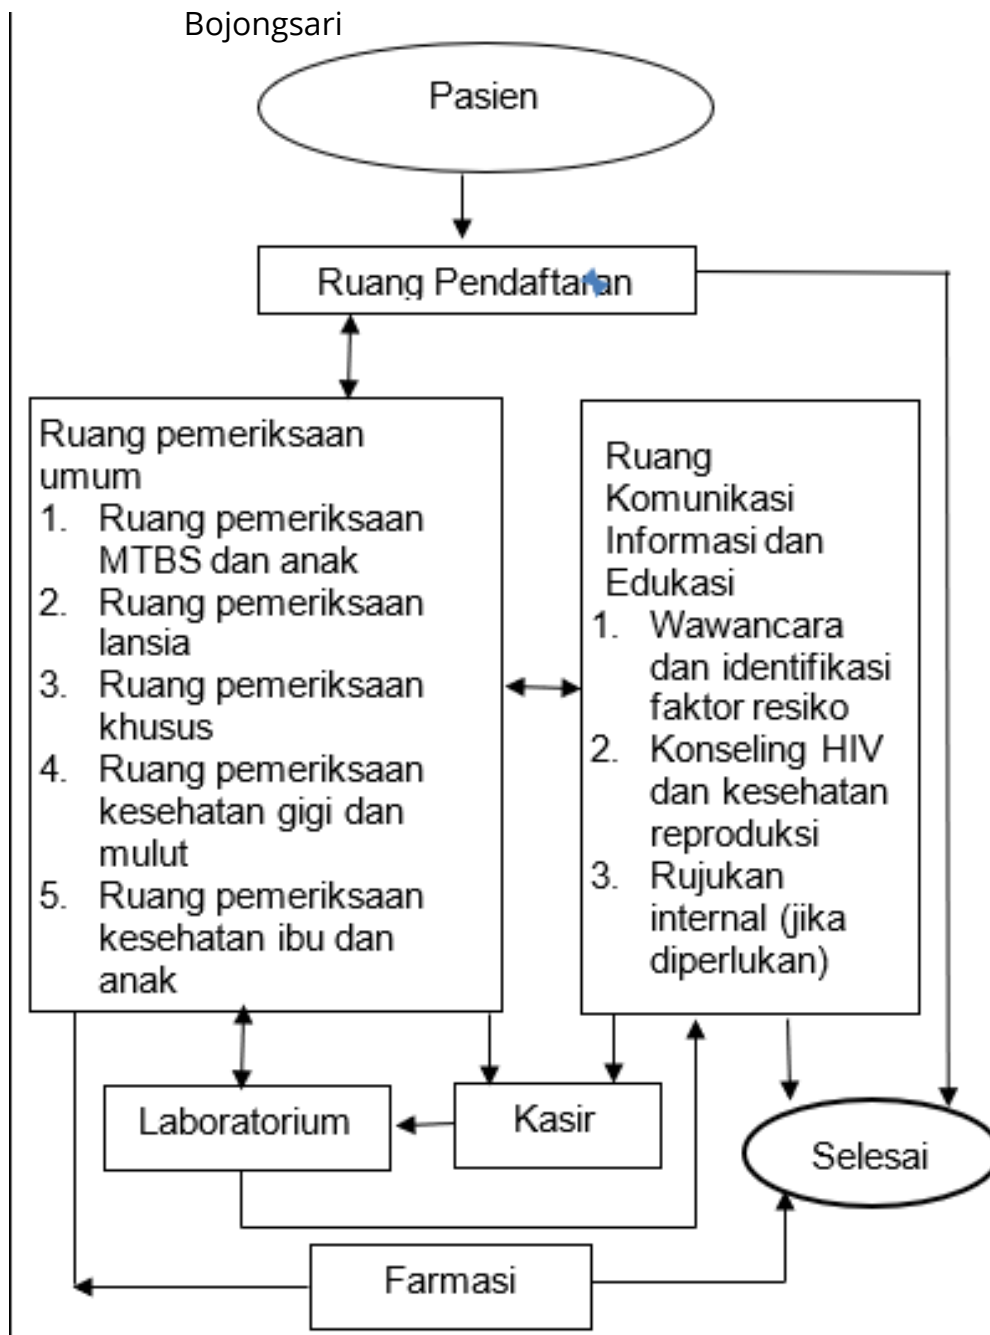 Bojongsari
Pasien
Ruang Pendaftaran
Ruang pemeriksaan
umum
1. Ruang pemeriksaan
MTBS dan anak
2. Ruang pemeriksaan
lansia
3. Ruang pemeriksaan
khusus
4. Ruang pemeriksaan
kesehatan gigi dan
mulut
5. Ruang pemeriksaan
kesehatan ibu dan
anak
Ruang
Komunikasi
Informasi dan
Edukasi
1. Wawancara
dan identifikasi
faktor resiko
2. Konseling HIV
dan kesehatan
reproduksi
3. Rujukan
internal (jika
diperlukan)
Laboratorium
Kasir
Selesai
Farmasi